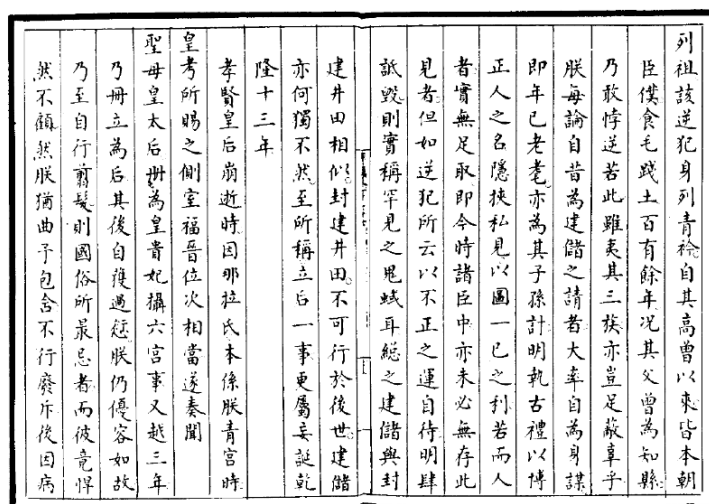 列祖該逆犯身列青衿自其高曾以來皆本朝
臣僕食毛踐土百有餘年况其父曾為知縣
乃敢悖逆若此雖夷其三族亦豈足蔽辜乎
朕每論自昔為建儲之請者大率自為身謀
即年已老耄亦為其子孫計明執古禮以博
正人之名隱挾私見以圖一己之利若而人
者實無足取即今時諸臣中亦未必無存此
見者但如逆犯所云以不正之運自待明肆
詆毀則實稱罕見之鬼蜮耳總之建儲與封
建井田相似封建井田不可行於後世建儲
亦何獨不然至所稱立后一事更屬妄誕乾
隆十三年
孝賢皇后崩逝時因那拉氏本係朕青宮時
皇考所賜之側室福晉位次相當遂奏聞
聖母皇太后冊為皇貴妃攝六宮事又越三年
乃冊立為后其後自獲過愆朕仍優容如故
乃至自行翦髮則國俗所最忌者而彼竟悍
然不顧然朕猶曲予包含不行廢斥後因病